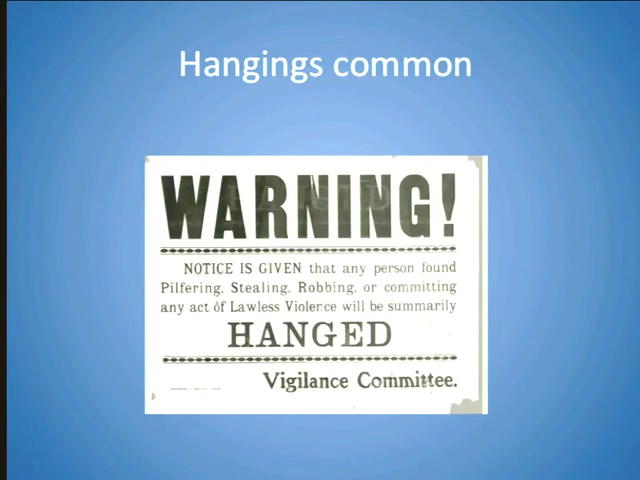 Hangings common
WARNING!
NOTICE IS GIVEN that any person found
Pilfering, Stealing, Robbing, or committing
any act of Lawless Violence will be summarily
HANGED
Vigilance Committee.